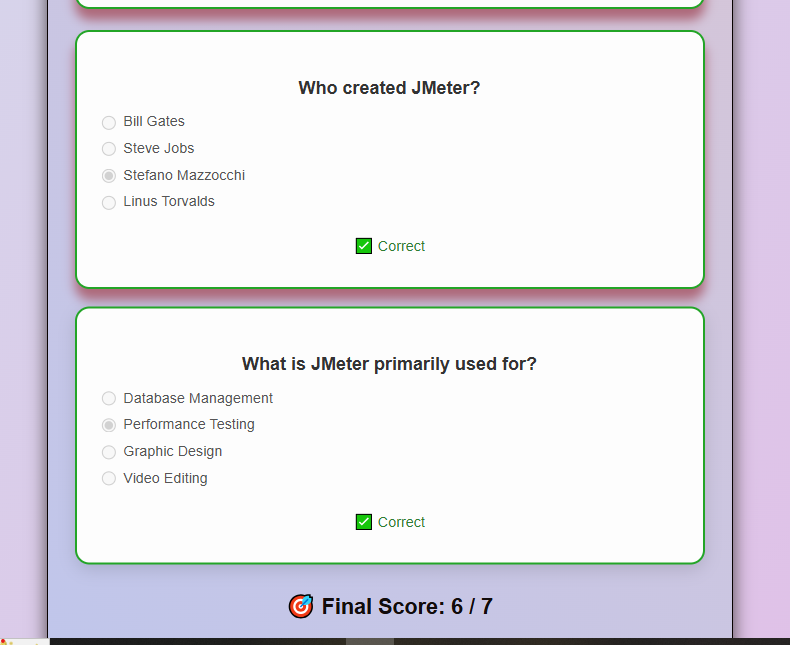 Who created JMeter?
Bill Gates
Steve Jobs
Stefano Mazzocchi
Linus Torvalds
✅ Correct
What is JMeter primarily used for?
Database Management
Performance Testing
Graphic Design
Video Editing
✅ Correct
🎯 Final Score: 6 / 7